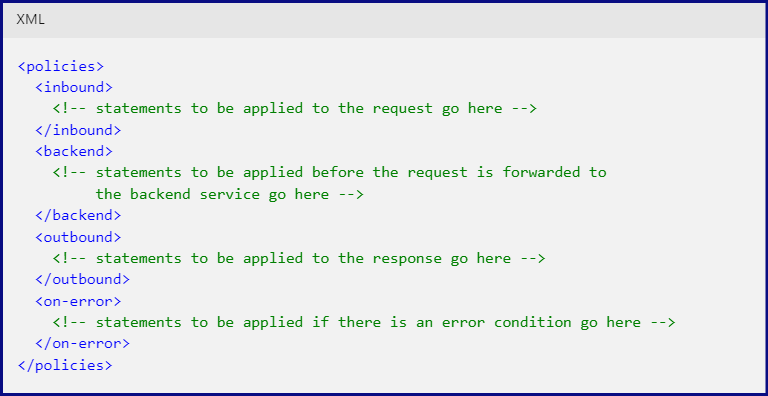 XML
<policies>
  <inbound>
    <!-- statements to be applied to the request go here -->
  </inbound>
  <backend>
    <!-- statements to be applied before the request is forwarded to
         the backend service go here -->
  </backend>
  <outbound>
    <!-- statements to be applied to the response go here -->
  </outbound>
  <on-error>
    <!-- statements to be applied if there is an error condition go here -->
  </on-error>
</policies>